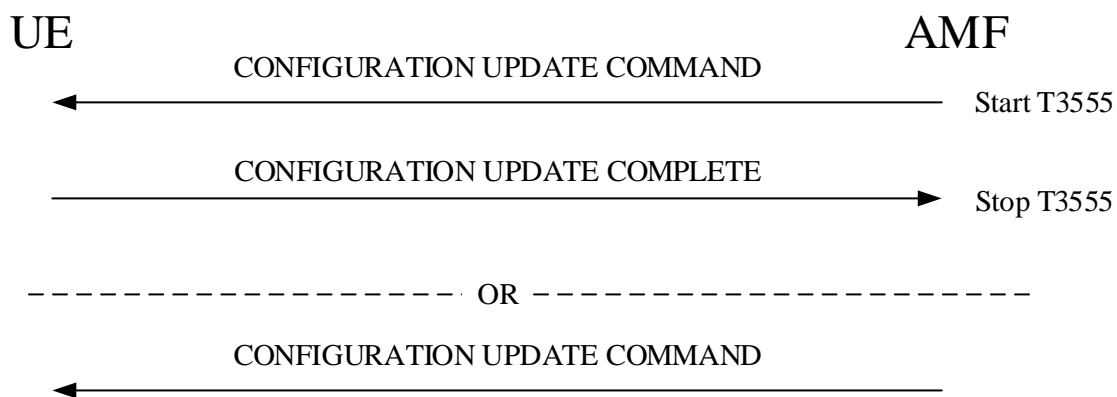 UE AMF
CONFIGURATION UPDATE COMMAND
Start T3555
CONFIGURATION UPDATE COMPLETE
Stop T3555
OR
CONFIGURATION UPDATE COMMAND